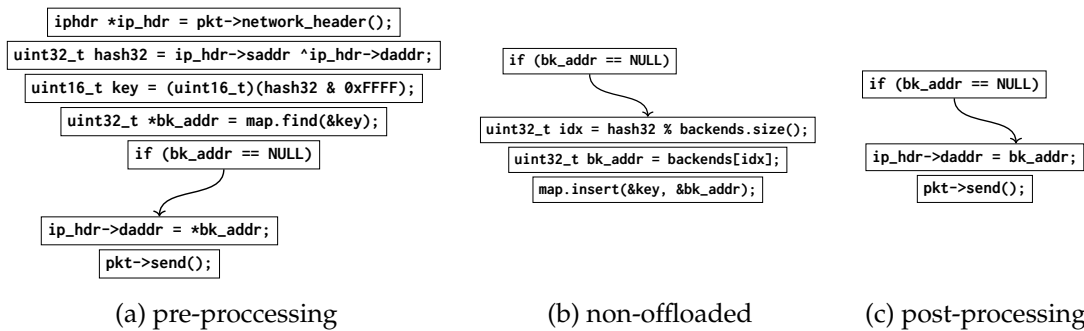 iphdr *ip_hdr = pkt->network_header();
uint32_t hash32 = ip_hdr->saddr ^ip_hdr->daddr;
uint16_t key = (uint16_t)(hash32 & 0xFFFF);
uint32_t *bk_addr = map.find(&key);
if (bk_addr == NULL)
ip_hdr->daddr = *bk_addr;
pkt->send();
(a) pre-proccessing
if (bk_addr == NULL)
uint32_t idx = hash32 % backends.size();
uint32_t bk_addr = backends[idx];
map.insert(&key, &bk_addr);
(b) non-offloaded
if (bk_addr == NULL)
ip_hdr->daddr = bk_addr;
pkt->send();
(c) post-processing